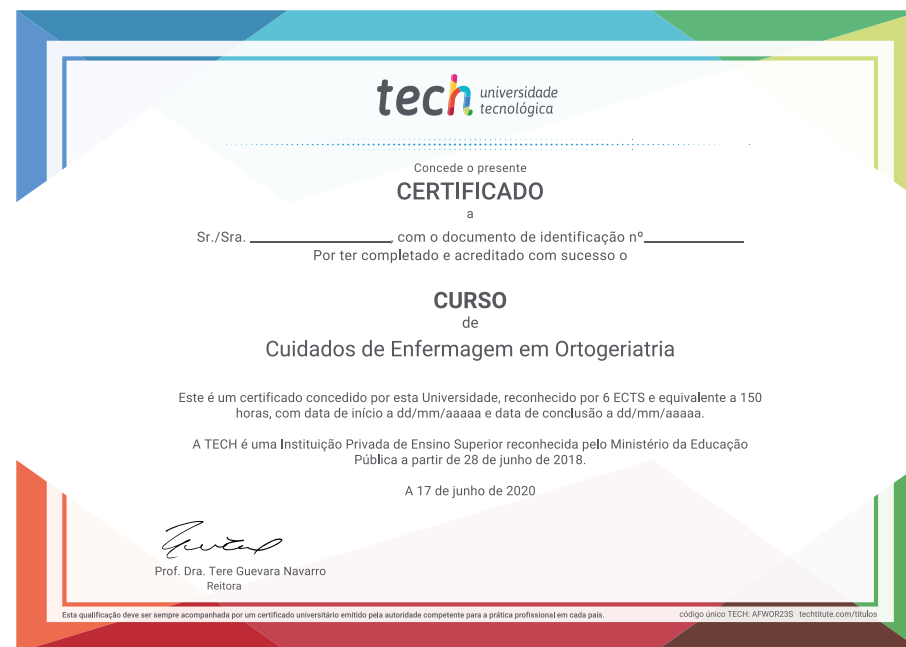 tech universidade
tecnológica
Concede o presente
CERTIFICADO
a
Sr./Sra. , com o documento de identificação nº
Por ter completado e acreditado com sucesso o
CURSO
de
Cuidados de Enfermagem em Ortogeriatria
Este é um certificado concedido por esta Universidade, reconhecido por 6 ECTS e equivalente a 150
horas, com data de início a dd/mm/aaaaa e data de conclusão a dd/mm/aaaaa.
A TECH é uma Instituição Privada de Ensino Superior reconhecida pelo Ministério da Educação
Pública a partir de 28 de junho de 2018.
A 17 de junho de 2020
Prof. Dra. Tere Guevara Navarro
Reitora
Esta qualificação deve ser sempre acompanhada por um certificado universitário emitido pela autoridade competente para a prática profissional em cada país. código único TECH: AFWOR23S techtitute.com/titulos